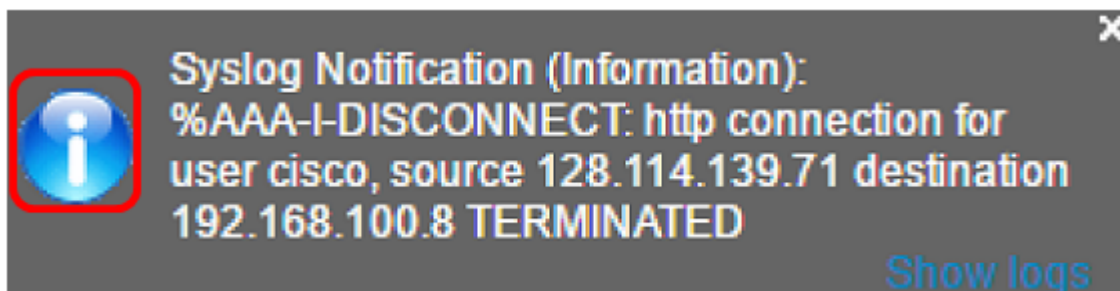 Syslog Notification (Information):
%AAA-I-DISCONNECT: http connection for
user cisco, source 128.114.139.71 destination
192.168.100.8 TERMINATED
Show logs